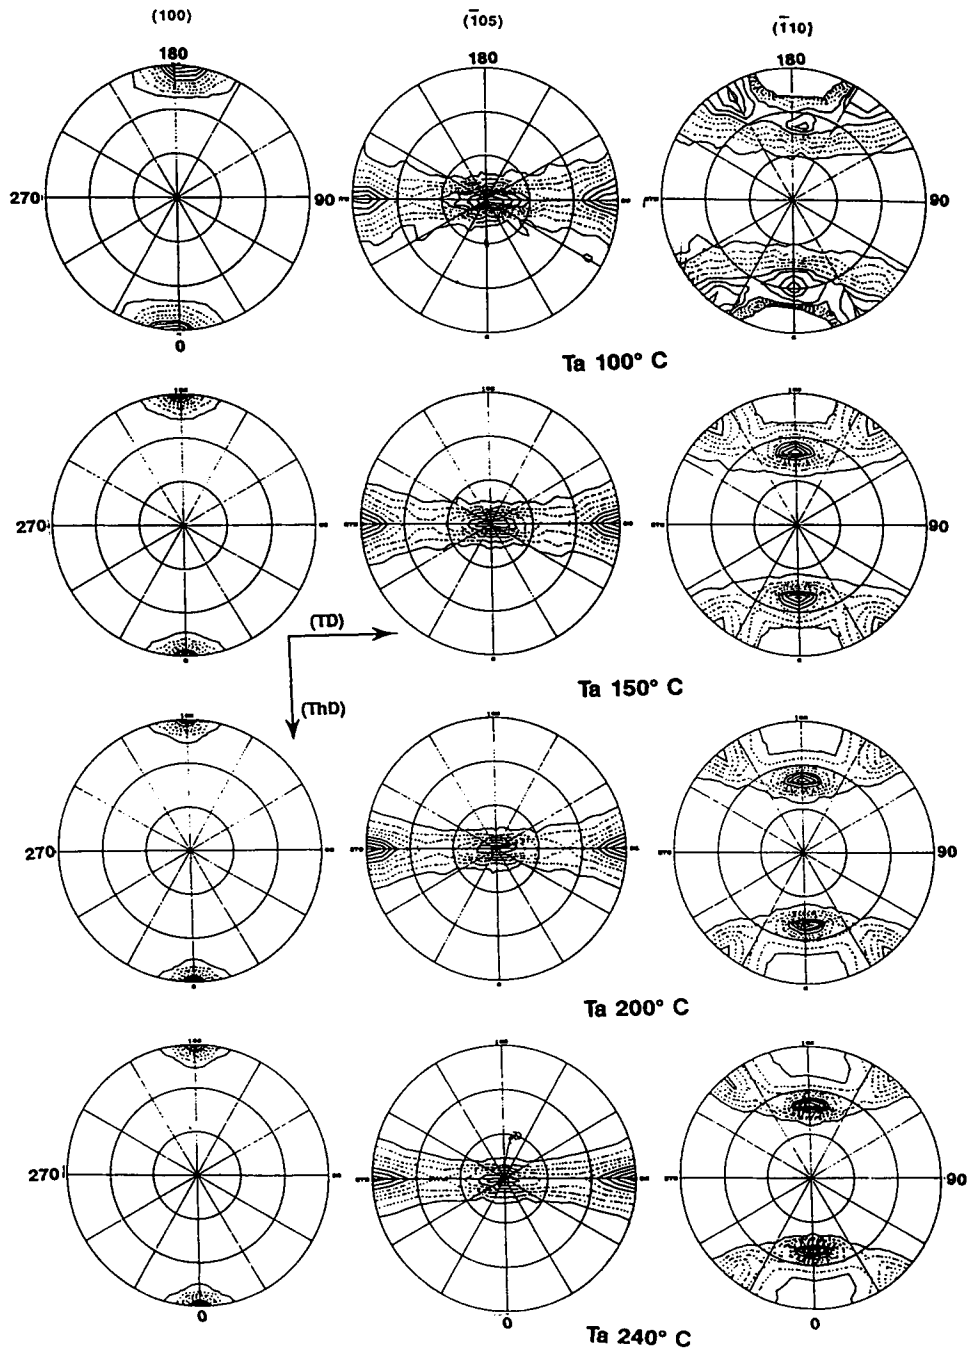 (100) (1̅05) (1̅10)
180 180 180
270 90 90
0
Ta 100° C
270 90
(TD)
Ta 150° C
(ThD)
270 90
Ta 200° C
270 90
0 0 0
Ta 240° C